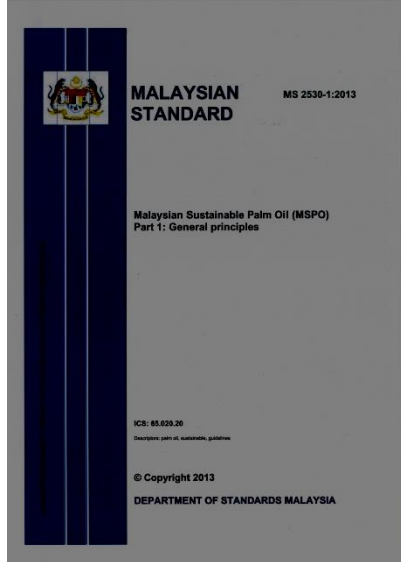 MALAYSIAN
STANDARD
MS 2530-1:2013
Malaysian Sustainable Palm Oil (MSPO)
Part 1: General principles
ICS: 65.020.20
Descriptors: palm oil, sustainable, guidelines
© Copyright 2013
DEPARTMENT OF STANDARDS MALAYSIA